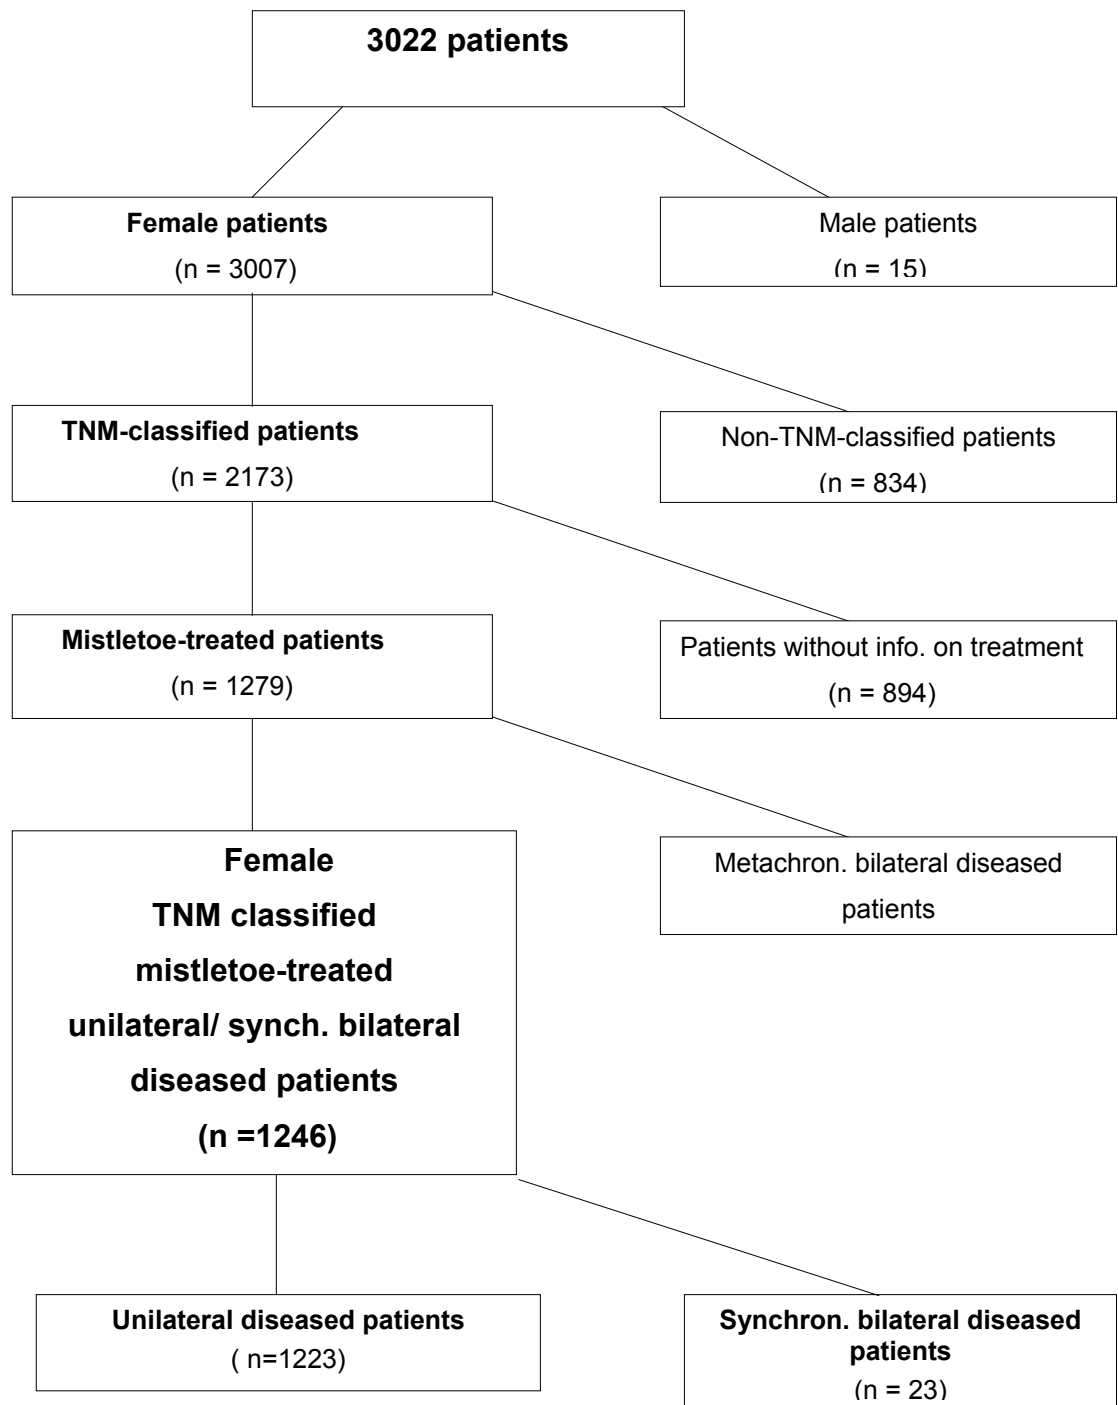 3022 patients
Female patients
(n = 3007)
Male patients
(n = 15)
TNM-classified patients
(n = 2173)
Non-TNM-classified patients
(n = 834)
Mistletoe-treated patients
(n = 1279)
Patients without info. on treatment
(n = 894)
Female
TNM classified
mistletoe-treated
unilateral/ synch. bilateral
diseased patients
(n =1246)
Metachron. bilateral diseased
patients
Unilateral diseased patients
( n=1223)
Synchron. bilateral diseased
patients
(n = 23)